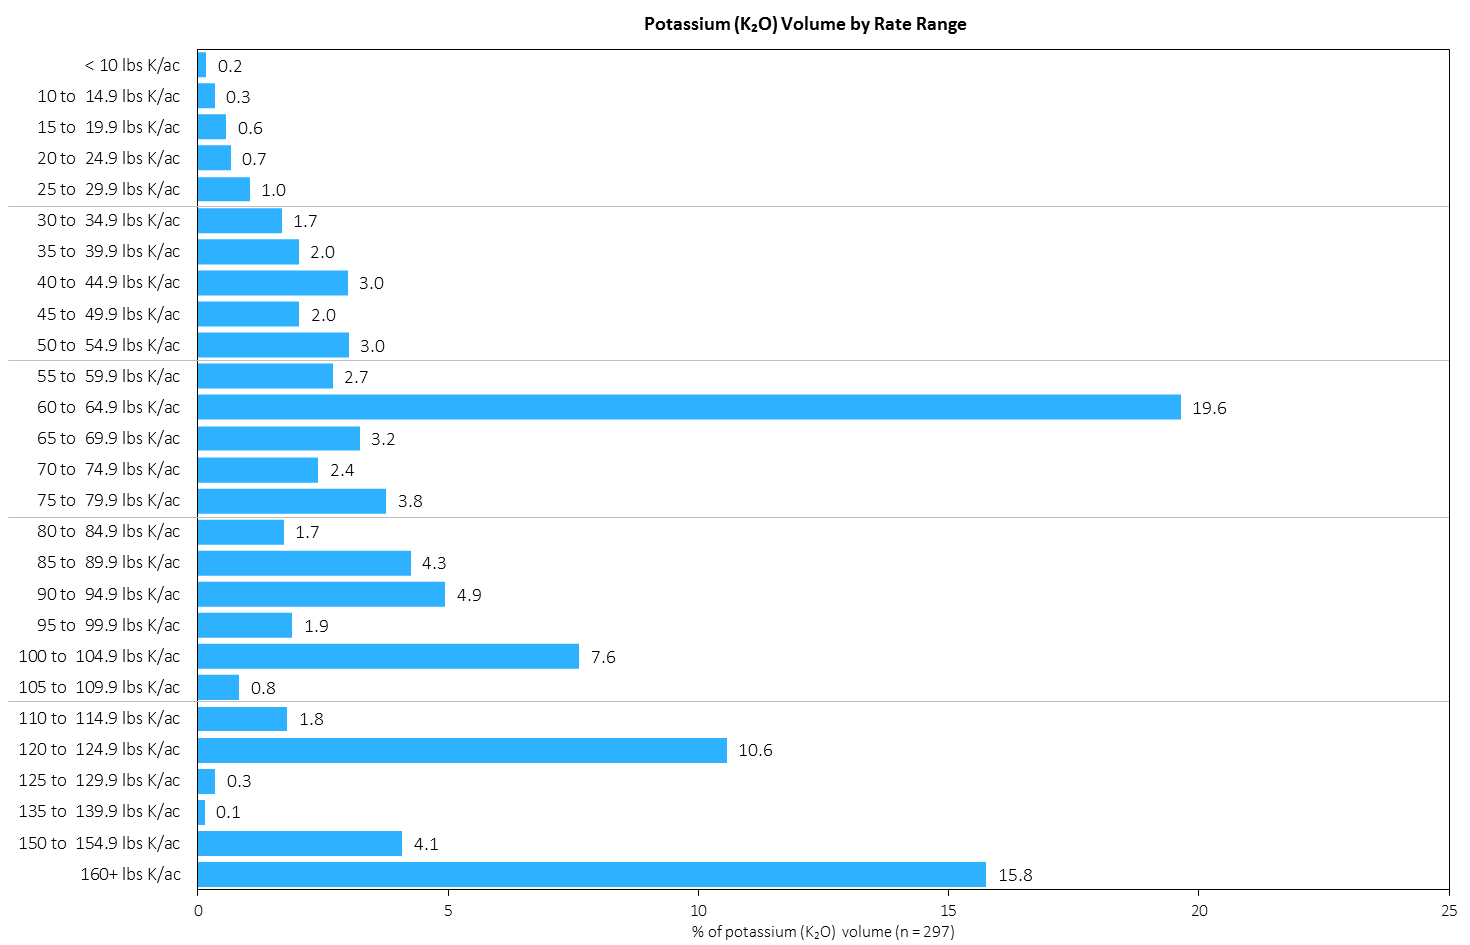 Potassium (K₂O) Volume by Rate Range
< 10 lbs K/ac 0.2
10 to 14.9 lbs K/ac 0.3
15 to 19.9 lbs K/ac 0.6
20 to 24.9 lbs K/ac 0.7
25 to 29.9 lbs K/ac 1.0
30 to 34.9 lbs K/ac 1.7
35 to 39.9 lbs K/ac 2.0
40 to 44.9 lbs K/ac 3.0
45 to 49.9 lbs K/ac 2.0
50 to 54.9 lbs K/ac 3.0
55 to 59.9 lbs K/ac 2.7
60 to 64.9 lbs K/ac 19.6
65 to 69.9 lbs K/ac 3.2
70 to 74.9 lbs K/ac 2.4
75 to 79.9 lbs K/ac 3.8
80 to 84.9 lbs K/ac 1.7
85 to 89.9 lbs K/ac 4.3
90 to 94.9 lbs K/ac 4.9
95 to 99.9 lbs K/ac 1.9
100 to 104.9 lbs K/ac 7.6
105 to 109.9 lbs K/ac 0.8
110 to 114.9 lbs K/ac 1.8
120 to 124.9 lbs K/ac 10.6
125 to 129.9 lbs K/ac 0.3
135 to 139.9 lbs K/ac 0.1
150 to 154.9 lbs K/ac 4.1
160+ lbs K/ac 15.8
0 5 10 15 20 25
% of potassium (K₂O) volume (n = 297)